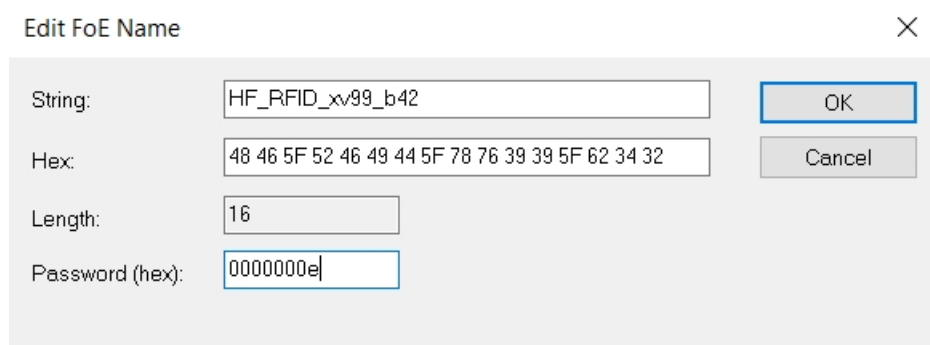 Edit FoE Name
String: HF_RFID_xv99_b42 OK
Hex: 48 46 5F 52 46 49 44 5F 78 76 39 39 5F 62 34 32 Cancel
Length: 16
Password (hex): 0000000e